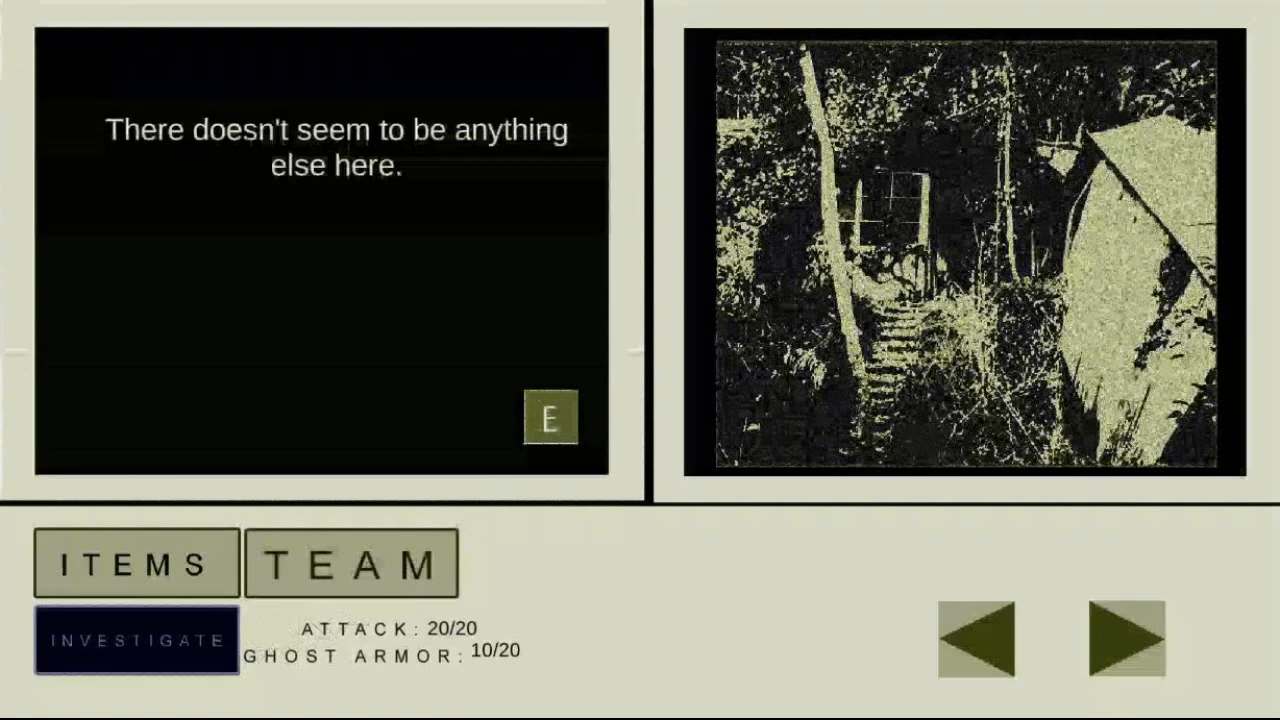 There doesn't seem to be anything
else here.
E
ITEMS TEAM
INVESTIGATE
ATTACK: 20/20
GHOST ARMOR: 10/20